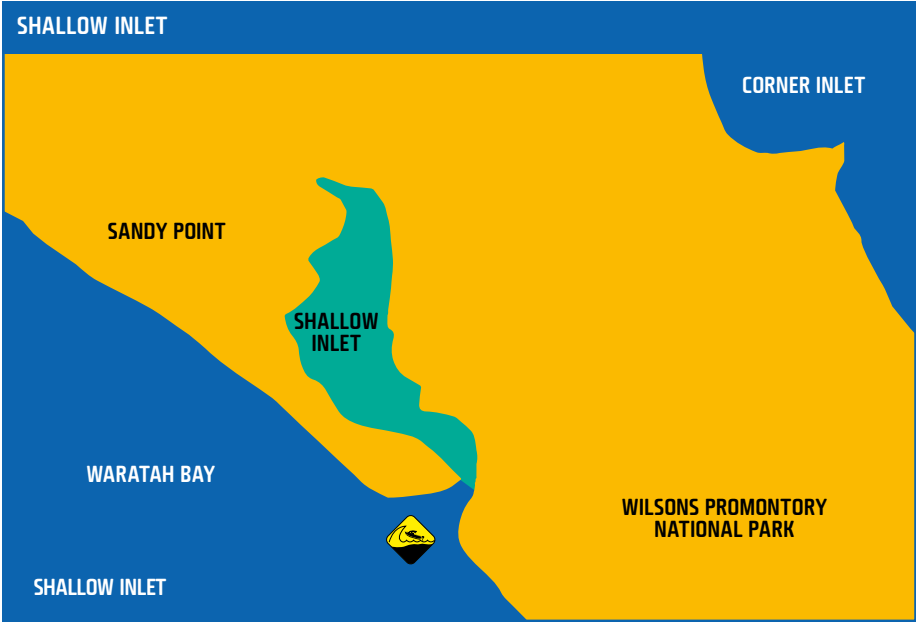 SHALLOW INLET
CORNER INLET
SANDY POINT
SHALLOW
INLET
WARATAH BAY
WILSONS PROMONTORY
NATIONAL PARK
SHALLOW INLET